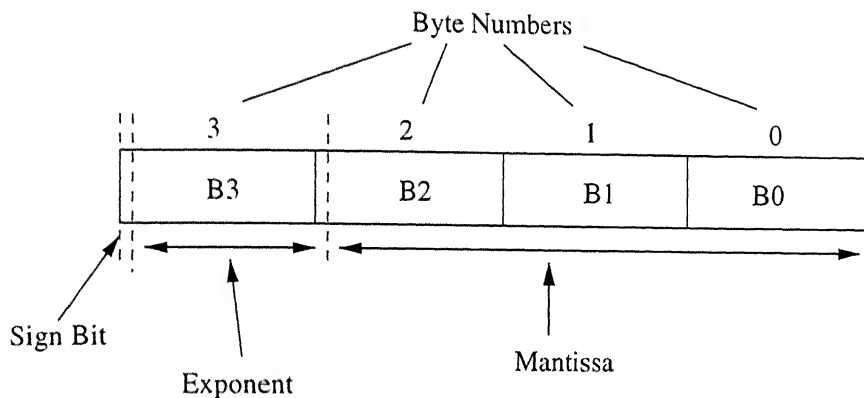 Byte Numbers
3 2 1 0
B3 B2 B1 B0
Sign Bit
Exponent
Mantissa